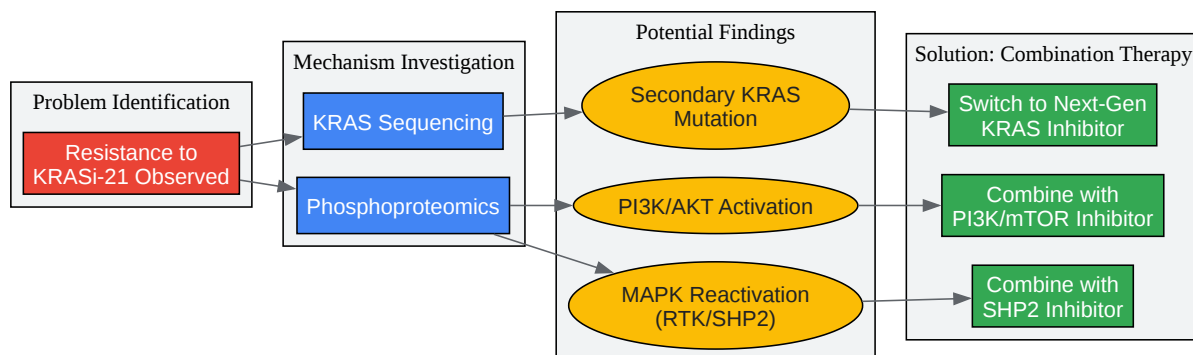 Problem Identification
Resistance to
KRASi-21 Observed
Mechanism Investigation
KRAS Sequencing
Phosphoproteomics
Potential Findings
Secondary KRAS
Mutation
PI3K/AKT Activation
MAPK Reactivation
(RTK/SHP2)
Solution: Combination Therapy
Switch to Next-Gen
KRAS Inhibitor
Combine with
PI3K/mTOR Inhibitor
Combine with
SHP2 Inhibitor